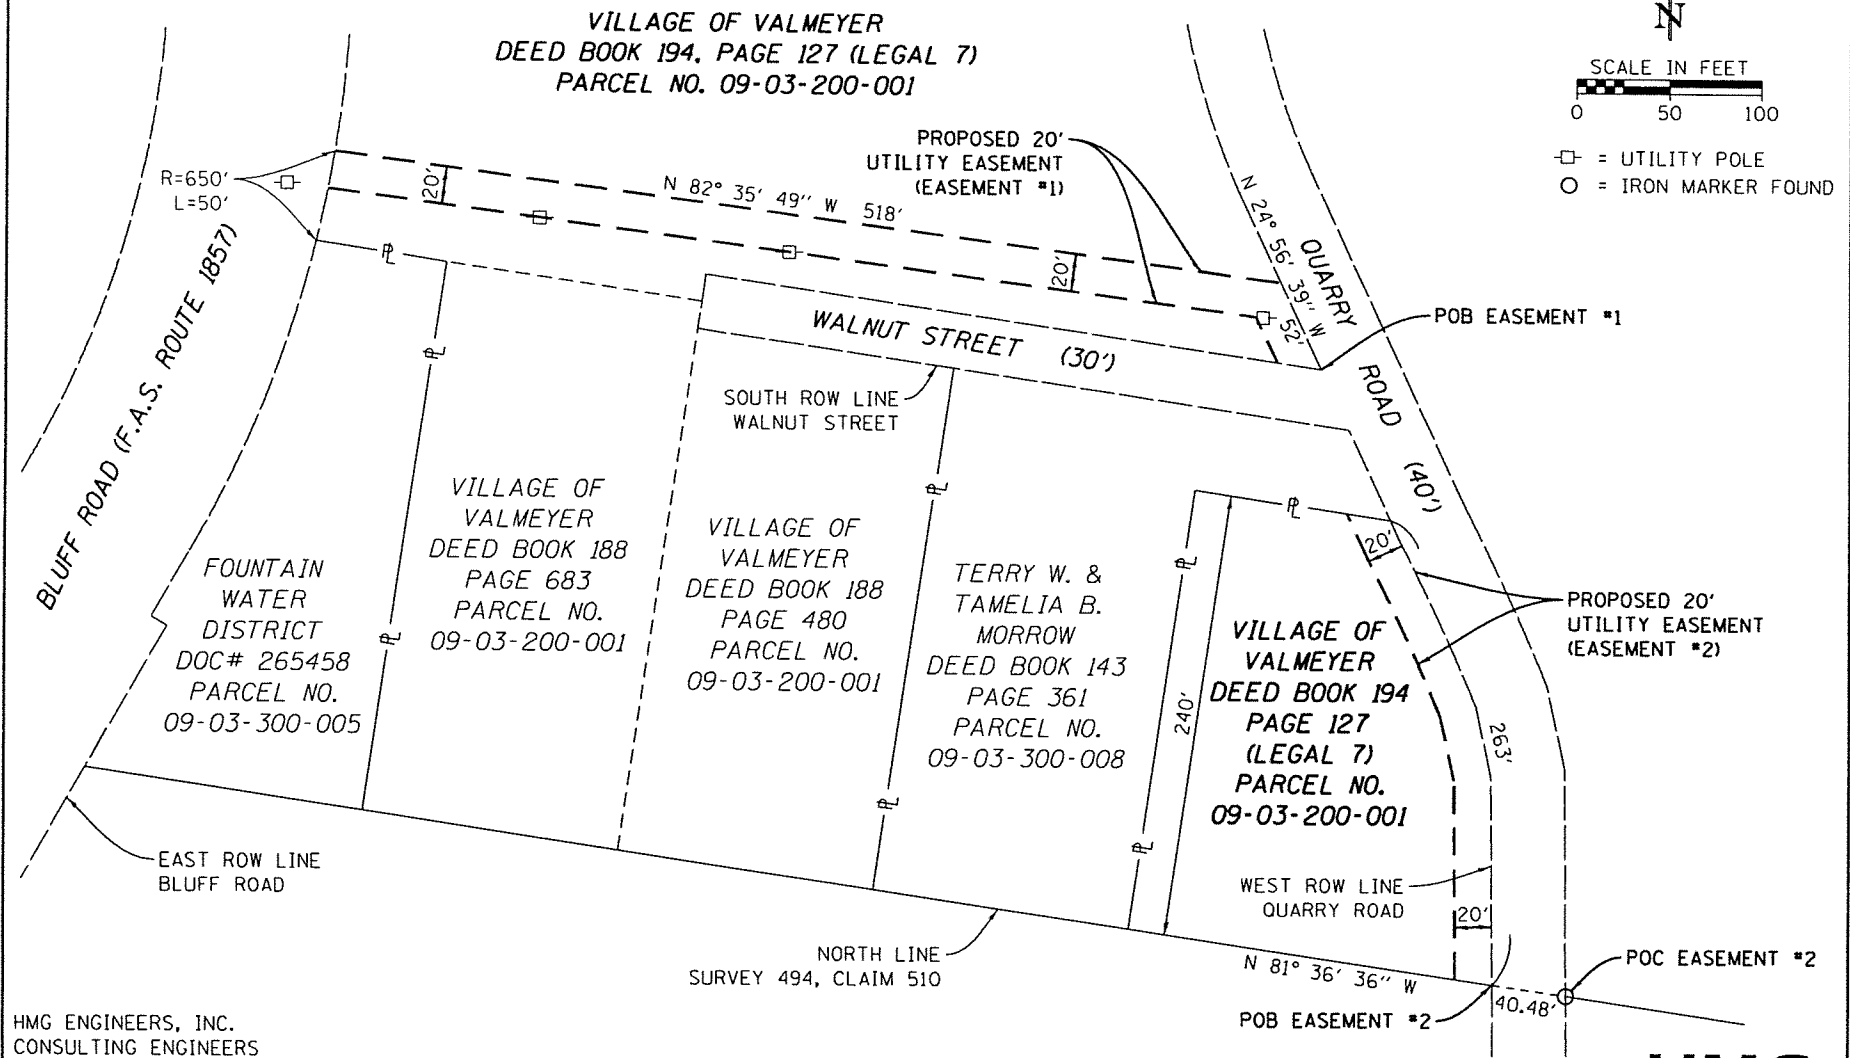 VILLAGE OF VALMEYER
DEED BOOK 194, PAGE 127 (LEGAL 7)
PARCEL NO. 09-03-200-001
N
SCALE IN FEET
0 50 100
= UTILITY POLE
= IRON MARKER FOUND
PROPOSED 20'
UTILITY EASEMENT
(EASEMENT #1)
R=650'
L=50'
20'
N 82° 35' 49" W 518'
20'
N 24° 56' 39" W
52'
QUARRY ROAD (40')
POB EASEMENT #1
BLUFF ROAD (F.A.S. ROUTE 1857)
WALNUT STREET (30')
SOUTH ROW LINE
WALNUT STREET
PL
PL
PL
PL
PL
PL
PL
PL
FOUNTAIN
WATER
DISTRICT
DOC# 265458
PARCEL NO.
09-03-300-005
VILLAGE OF
VALMEYER
DEED BOOK 188
PAGE 683
PARCEL NO.
09-03-200-001
VILLAGE OF
VALMEYER
DEED BOOK 188
PAGE 480
PARCEL NO.
09-03-200-001
TERRY W. &
TAMELIA B.
MORROW
DEED BOOK 143
PAGE 361
PARCEL NO.
09-03-300-008
240'
VILLAGE OF
VALMEYER
DEED BOOK 194
PAGE 127
(LEGAL 7)
PARCEL NO.
09-03-200-001
20'
PROPOSED 20'
UTILITY EASEMENT
(EASEMENT #2)
263'
EAST ROW LINE
BLUFF ROAD
WEST ROW LINE
QUARRY ROAD
20'
NORTH LINE
SURVEY 494, CLAIM 510
N 81° 36' 36" W
40.48'
POC EASEMENT #2
POB EASEMENT #2
HMG ENGINEERS, INC.
CONSULTING ENGINEERS